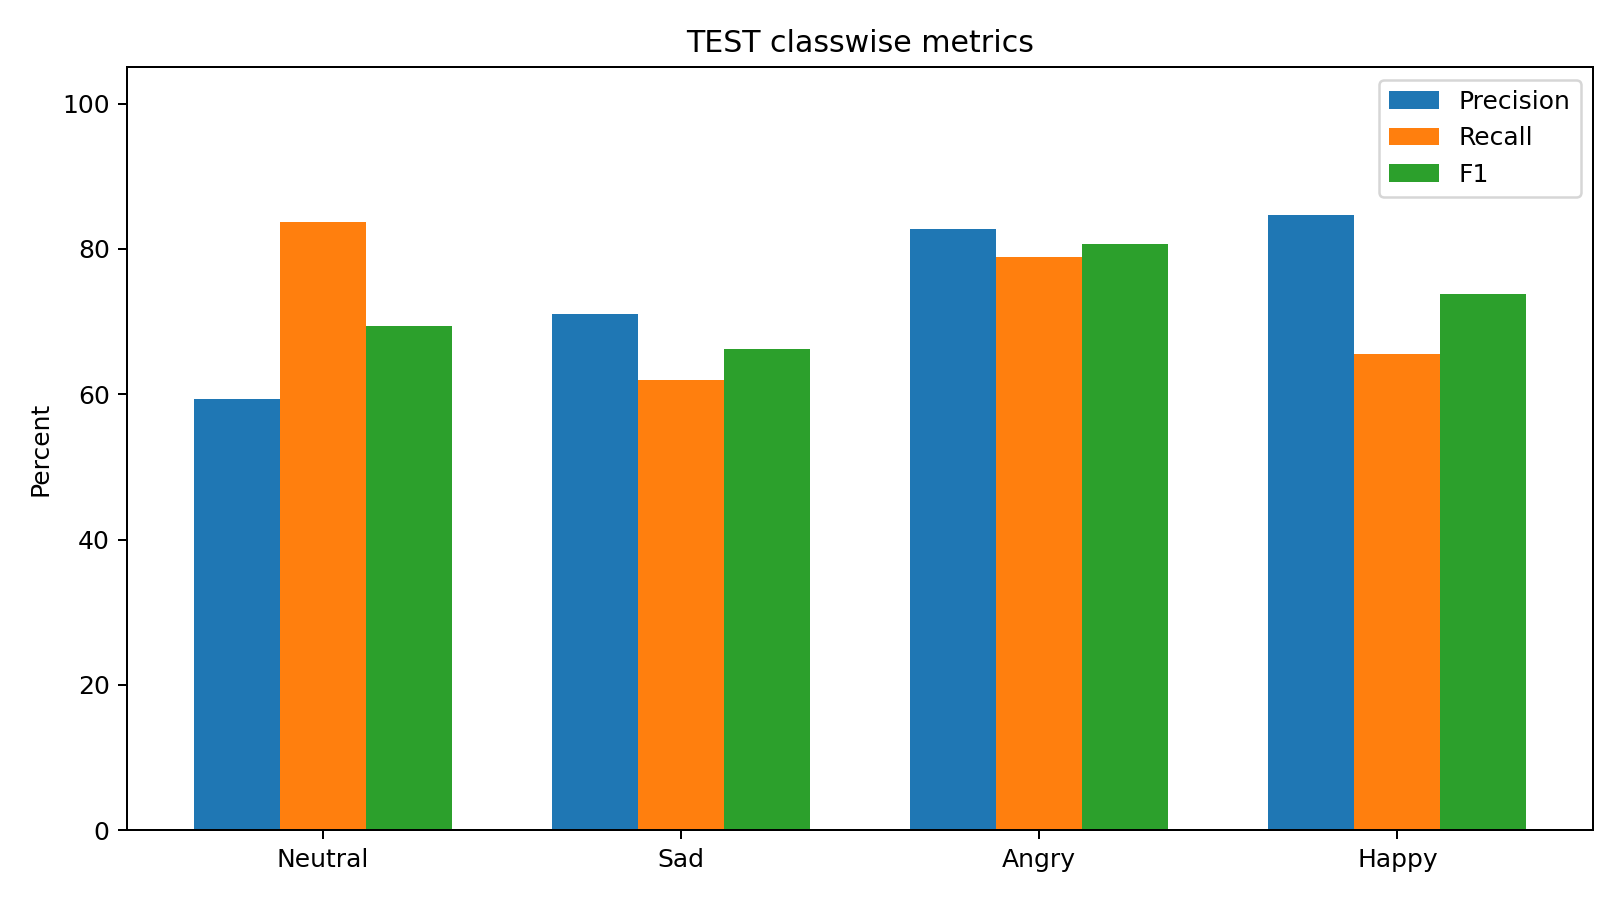 TEST classwise metrics
Precision
Recall
F1
100
80
60
40
20
0
Percent
Neutral
Sad
Angry
Happy